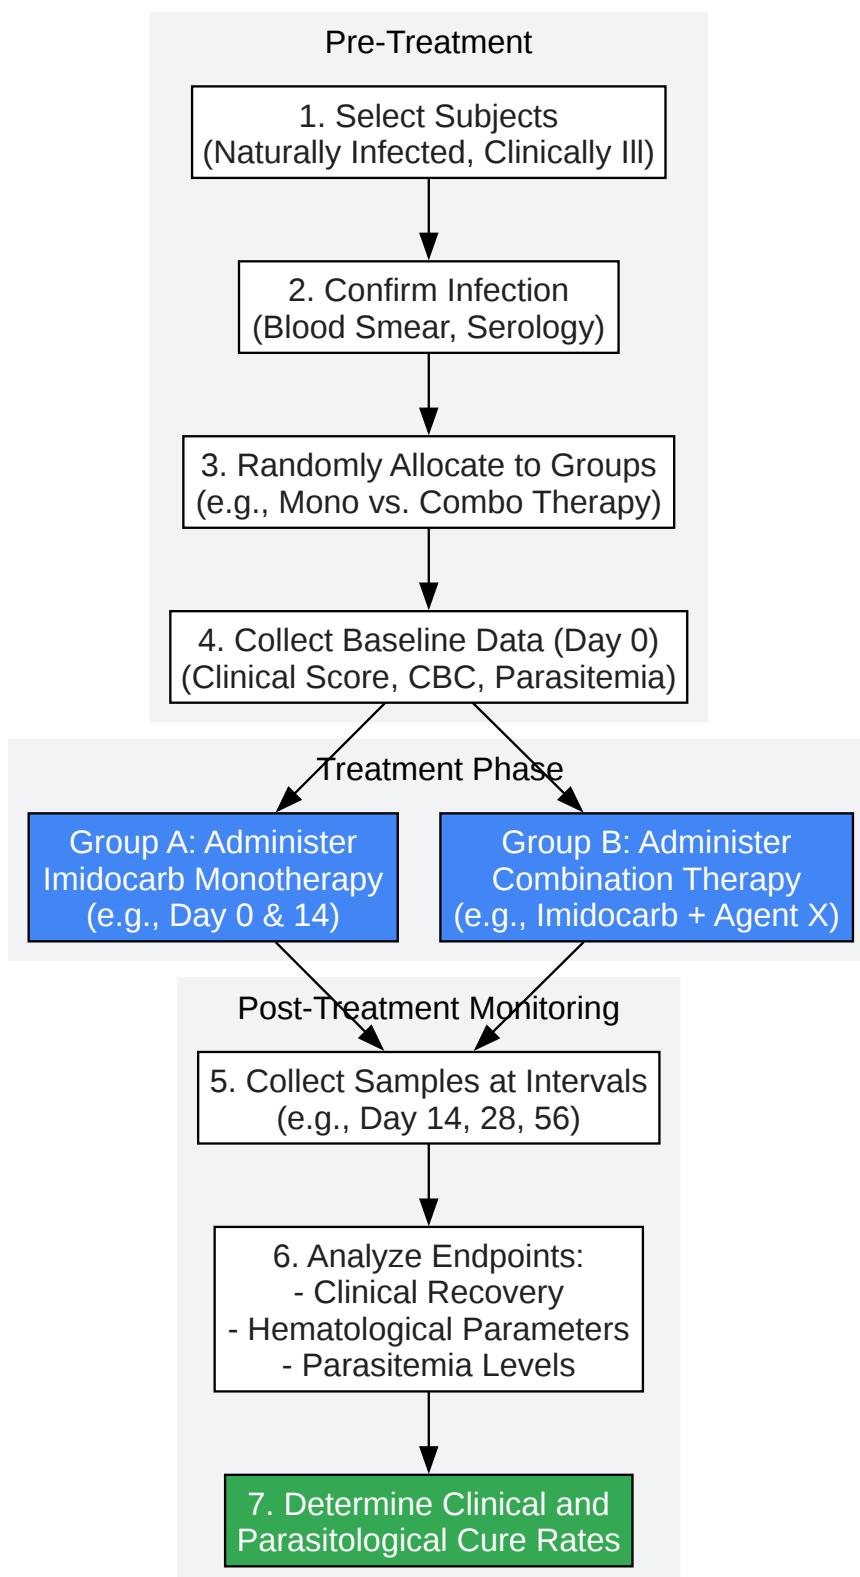 Pre-Treatment
1. Select Subjects
(Naturally Infected, Clinically Ill)
2. Confirm Infection
(Blood Smear, Serology)
3. Randomly Allocate to Groups
(e.g., Mono vs. Combo Therapy)
4. Collect Baseline Data (Day 0)
(Clinical Score, CBC, Parasitemia)
Treatment Phase
Group A: Administer
Imidocarb Monotherapy
(e.g., Day 0 & 14)
Group B: Administer
Combination Therapy
(e.g., Imidocarb + Agent X)
Post-Treatment Monitoring
5. Collect Samples at Intervals
(e.g., Day 14, 28, 56)
6. Analyze Endpoints:
- Clinical Recovery
- Hematological Parameters
- Parasitemia Levels
7. Determine Clinical and
Parasitological Cure Rates